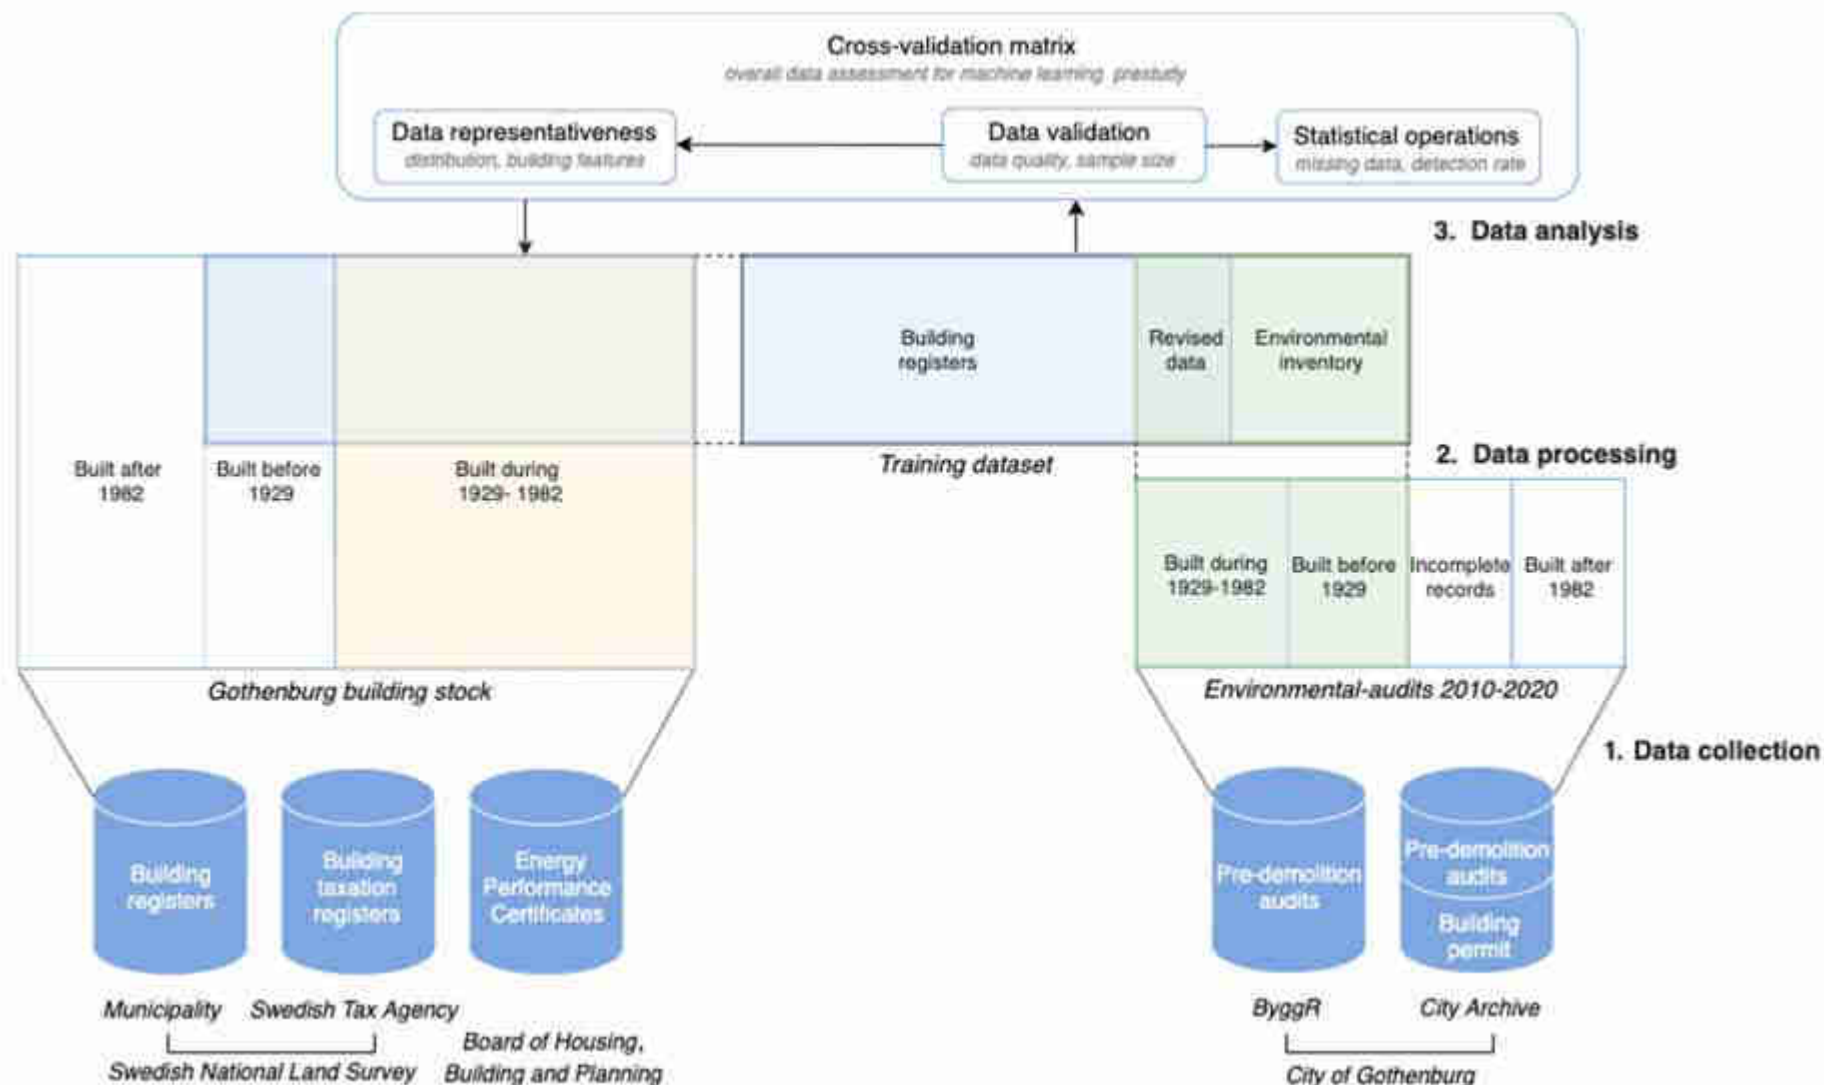 Cross-validation matrix
overall data assessment for machine learning prestudy
Data representativeness
distribution, building features
Data validation
data quality, sample size
Statistical operations
missing data, detection rate
3. Data analysis
Building
registers
Revised
data
Environmental
inventory
Training dataset
2. Data processing
Built after
1982
Built before
1929
Built during
1929- 1982
Built during
1929-1982
Built before
1929
Incomplete
records
Built after
1982
Gothenburg building stock
Environmental-audits 2010-2020
1. Data collection
Building
registers
Building
taxation
registers
Energy
Performance
Certificates
Pre-demolition
audits
Pre-demolition
audits
Building
permit
Municipality
Swedish Tax Agency
Swedish National Land Survey
Board of Housing,
Building and Planning
ByggR
City Archive
City of Gothenburg